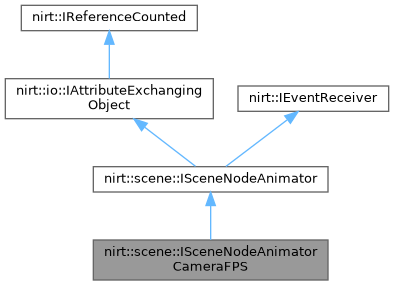 nirt::IReferenceCounted
nirt::io::IAttributeExchanging
Object
nirt::IEventReceiver
nirt::scene::ISceneNodeAnimator
nirt::scene::ISceneNodeAnimator
CameraFPS